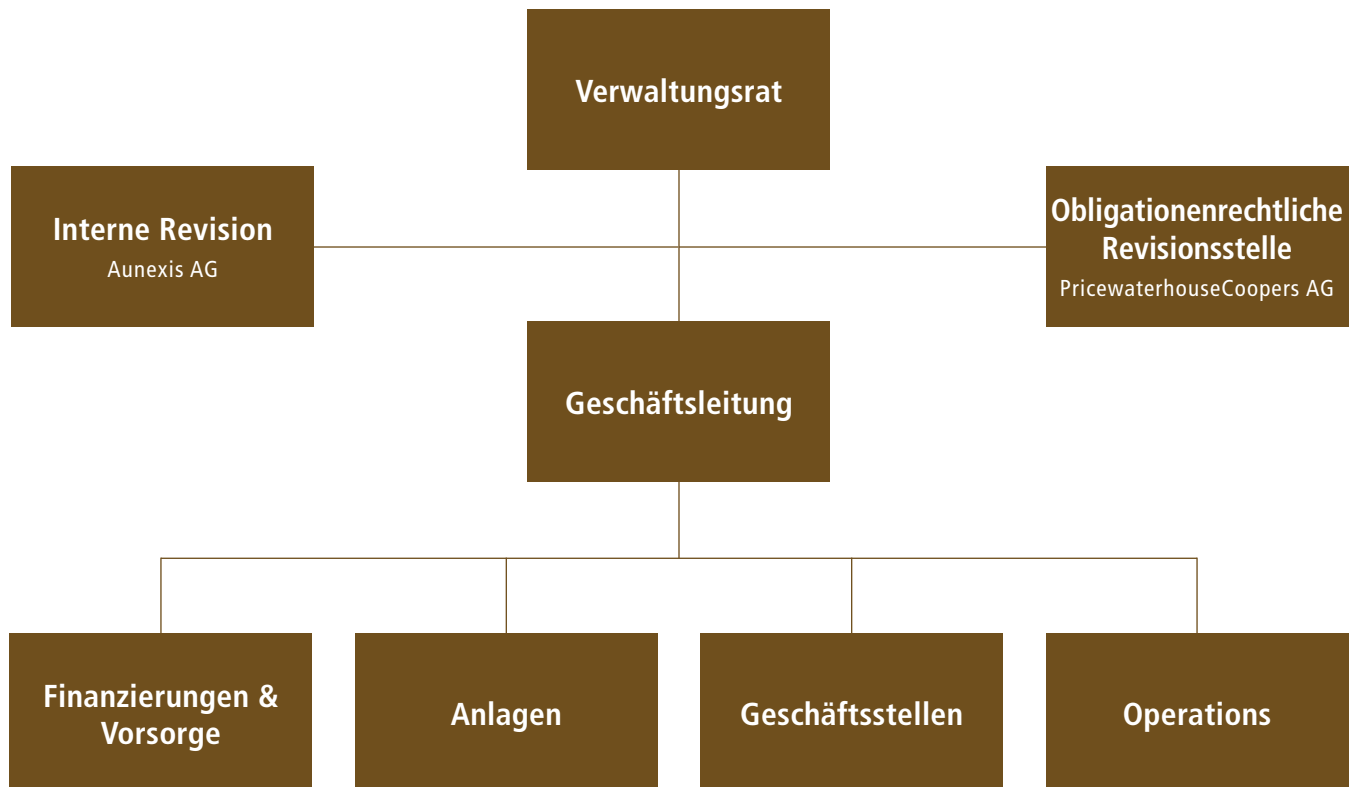 Verwaltungsrat
Interne Revision
Aunexis AG
Obligationenrechtliche
Revisionsstelle
PricewaterhouseCoopers AG
Geschäftsleitung
Finanzierungen &
Vorsorge
Anlagen
Geschäftsstellen
Operations